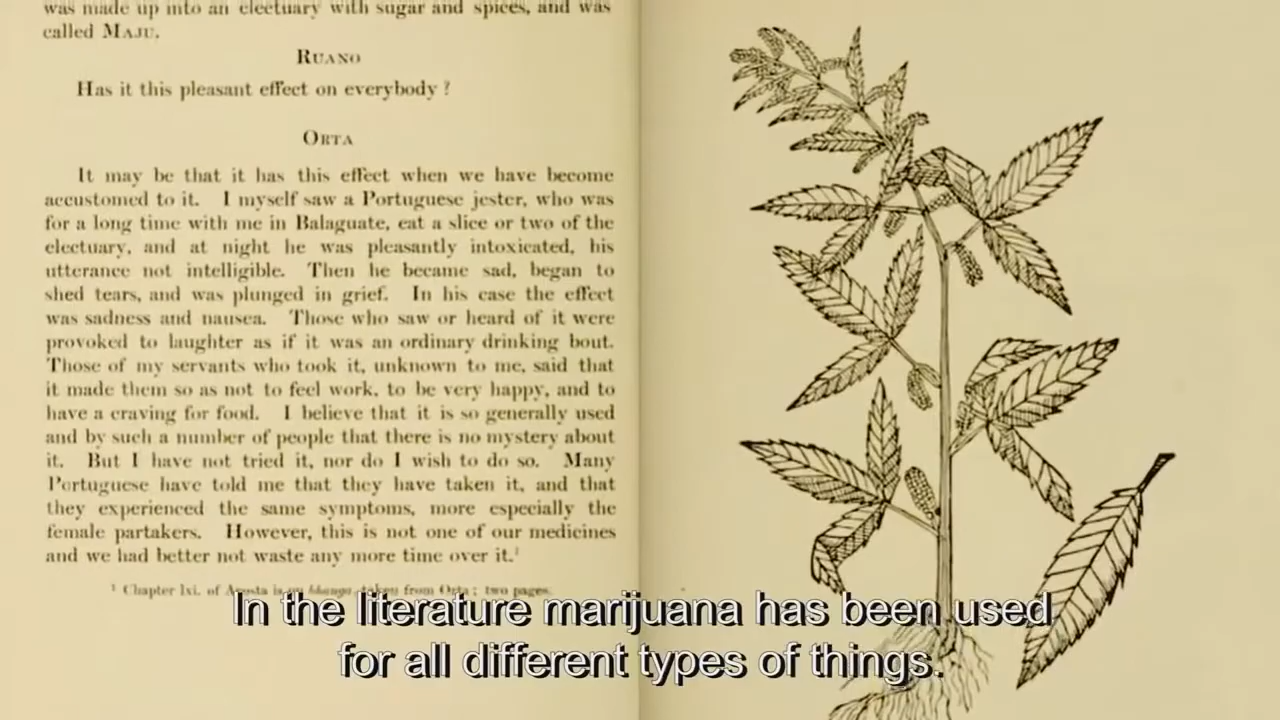 was made up into an electuary with sugar and spices, and was
called MAJU.
RUANO
Has it this pleasant effect on everybody ?
ORTA
It may be that it has this effect when we have become
accustomed to it. I myself saw a Portuguese jester, who was
for a long time with me in Balaguate, eat a slice or two of the
electuary, and at night he was pleasantly intoxicated, his
utterance not intelligible. Then he became sad, began to
shed tears, and was plunged in grief. In his case the effect
was sadness and nausea. Those who saw or heard of it were
provoked to laughter as if it was an ordinary drinking bout.
Those of my servants who took it, unknown to me, said that
it made them so as not to feel work, to be very happy, and to
have a craving for food. I believe that it is so generally used
and by such a number of people that there is no mystery about
it. But I have not tried it, nor do I wish to do so. Many
Portuguese have told me that they have taken it, and that
they experienced the same symptoms, more especially the
female partakers. However, this is not one of our medicines
and we had better not waste any more time over it.¹
¹ Chapter lxi. of Acosta is on bhanga, taken from Orta; two pages.
In the literature marijuana has been used
for all different types of things.